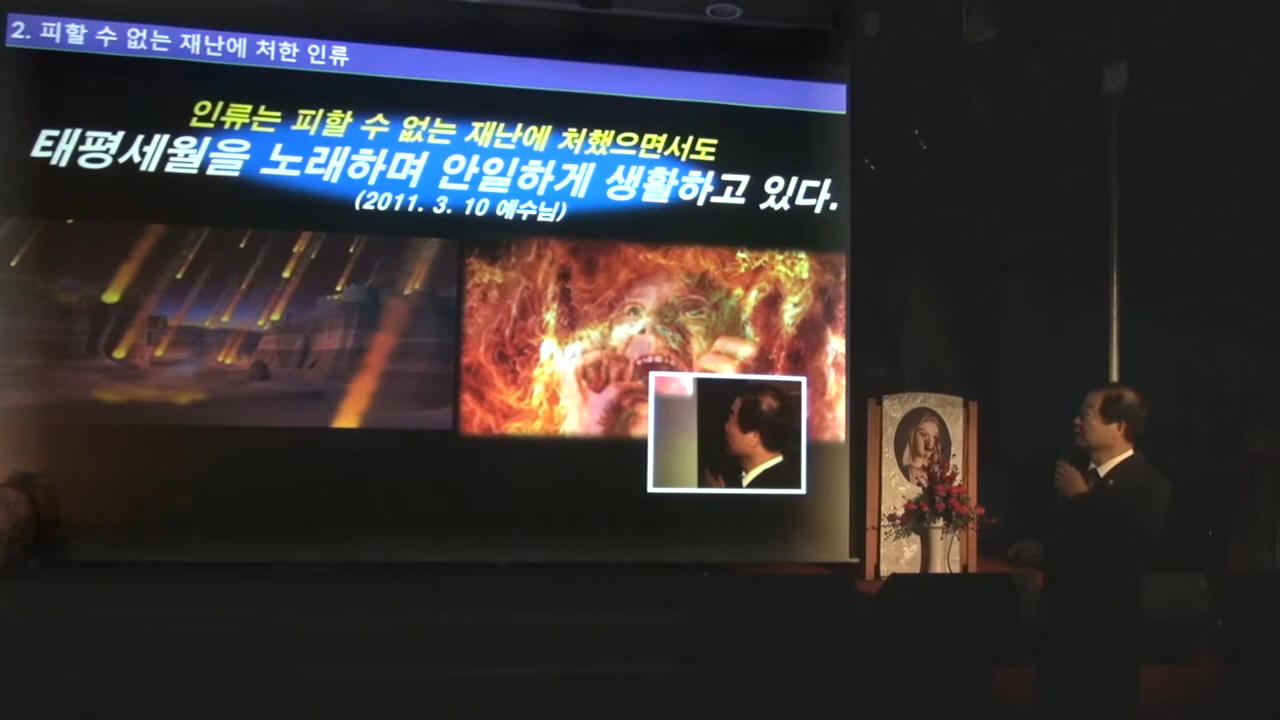 2. 피할 수 없는 재난에 처한 인류
인류는 피할 수 없는 재난에 처했으면서도
태평세월을 노래하며 안일하게 생활하고 있다.
(2011. 3. 10 예수님)